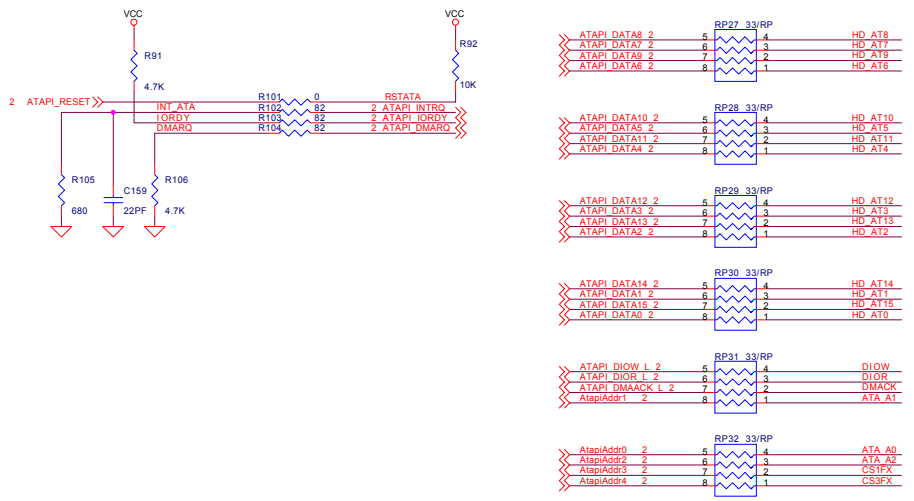 VCC
R91
4.7K
VCC
R92
10K
2 ATAPI_RESET
R101 0 RSTATA
INT_ATA R102 82 2 ATAPI_INTRQ
IORDY R103 82 2 ATAPI_IORDY
DMARQ R104 82 2 ATAPI_DMARQ
R105
680
C159
22PF
R106
4.7K
RP27 33/RP
ATAPI_DATA8 2 5 4 HD_AT8
ATAPI_DATA7 2 6 3 HD_AT7
ATAPI_DATA9 2 7 2 HD_AT9
ATAPI_DATA6 2 8 1 HD_AT6
RP28 33/RP
ATAPI_DATA10 2 5 4 HD_AT10
ATAPI_DATA5 2 6 3 HD_AT5
ATAPI_DATA11 2 7 2 HD_AT11
ATAPI_DATA4 2 8 1 HD_AT4
RP29 33/RP
ATAPI_DATA12 2 5 4 HD_AT12
ATAPI_DATA3 2 6 3 HD_AT3
ATAPI_DATA13 2 7 2 HD_AT13
ATAPI_DATA2 2 8 1 HD_AT2
RP30 33/RP
ATAPI_DATA14 2 5 4 HD_AT14
ATAPI_DATA1 2 6 3 HD_AT1
ATAPI_DATA15 2 7 2 HD_AT15
ATAPI_DATA0 2 8 1 HD_AT0
RP31 33/RP
ATAPI_DIOW_L 2 5 4 DIOW
ATAPI_DIOR_L 2 6 3 DIOR
ATAPI_DMAACK_L 2 7 2 DMACK
AtapiAddr1 2 8 1 ATA_A1
RP32 33/RP
AtapiAddr0 2 5 4 ATA_A0
AtapiAddr2 2 6 3 ATA_A2
AtapiAddr3 2 7 2 CS1FX
AtapiAddr4 2 8 1 CS3FX